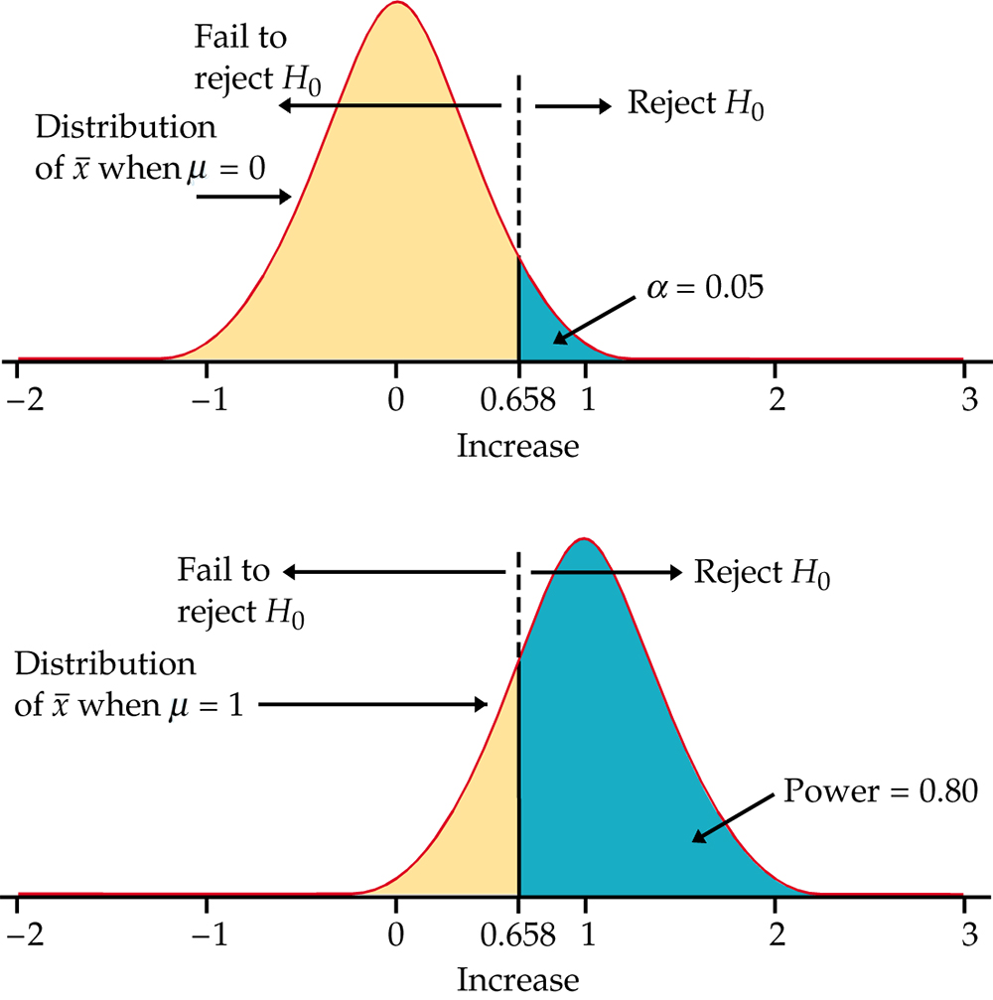 Fail to
reject H₀
Reject H₀
Distribution
of x̄ when μ = 0
α = 0.05
−2 −1 0 0.658 1 2 3
Increase
Fail to
reject H₀
Reject H₀
Distribution
of x̄ when μ = 1
Power = 0.80
−2 −1 0 0.658 1 2 3
Increase